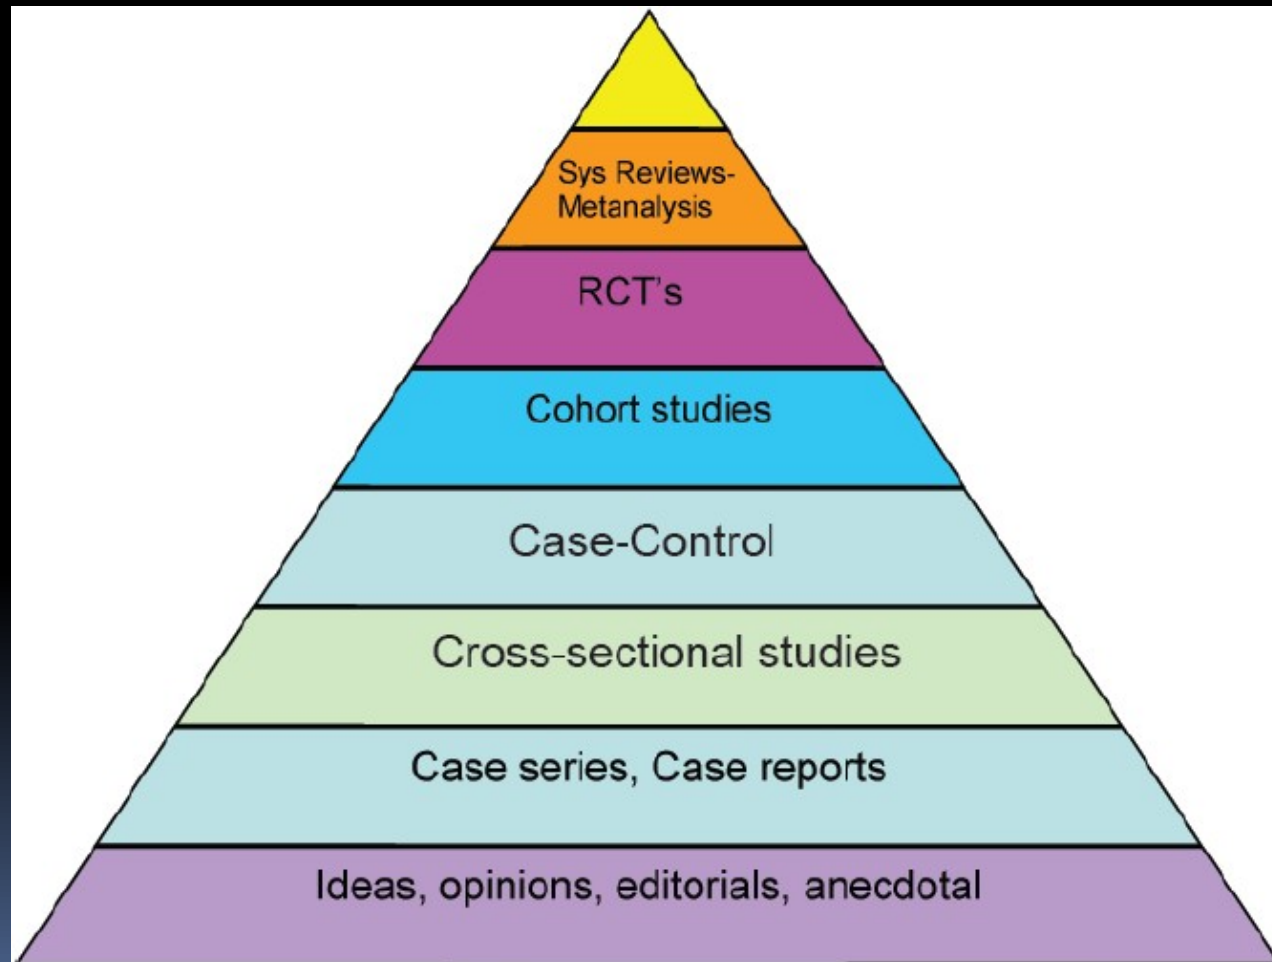 Sys Reviews-
Metanalysis
RCT's
Cohort studies
Case-Control
Cross-sectional studies
Case series, Case reports
Ideas, opinions, editorials, anecdotal